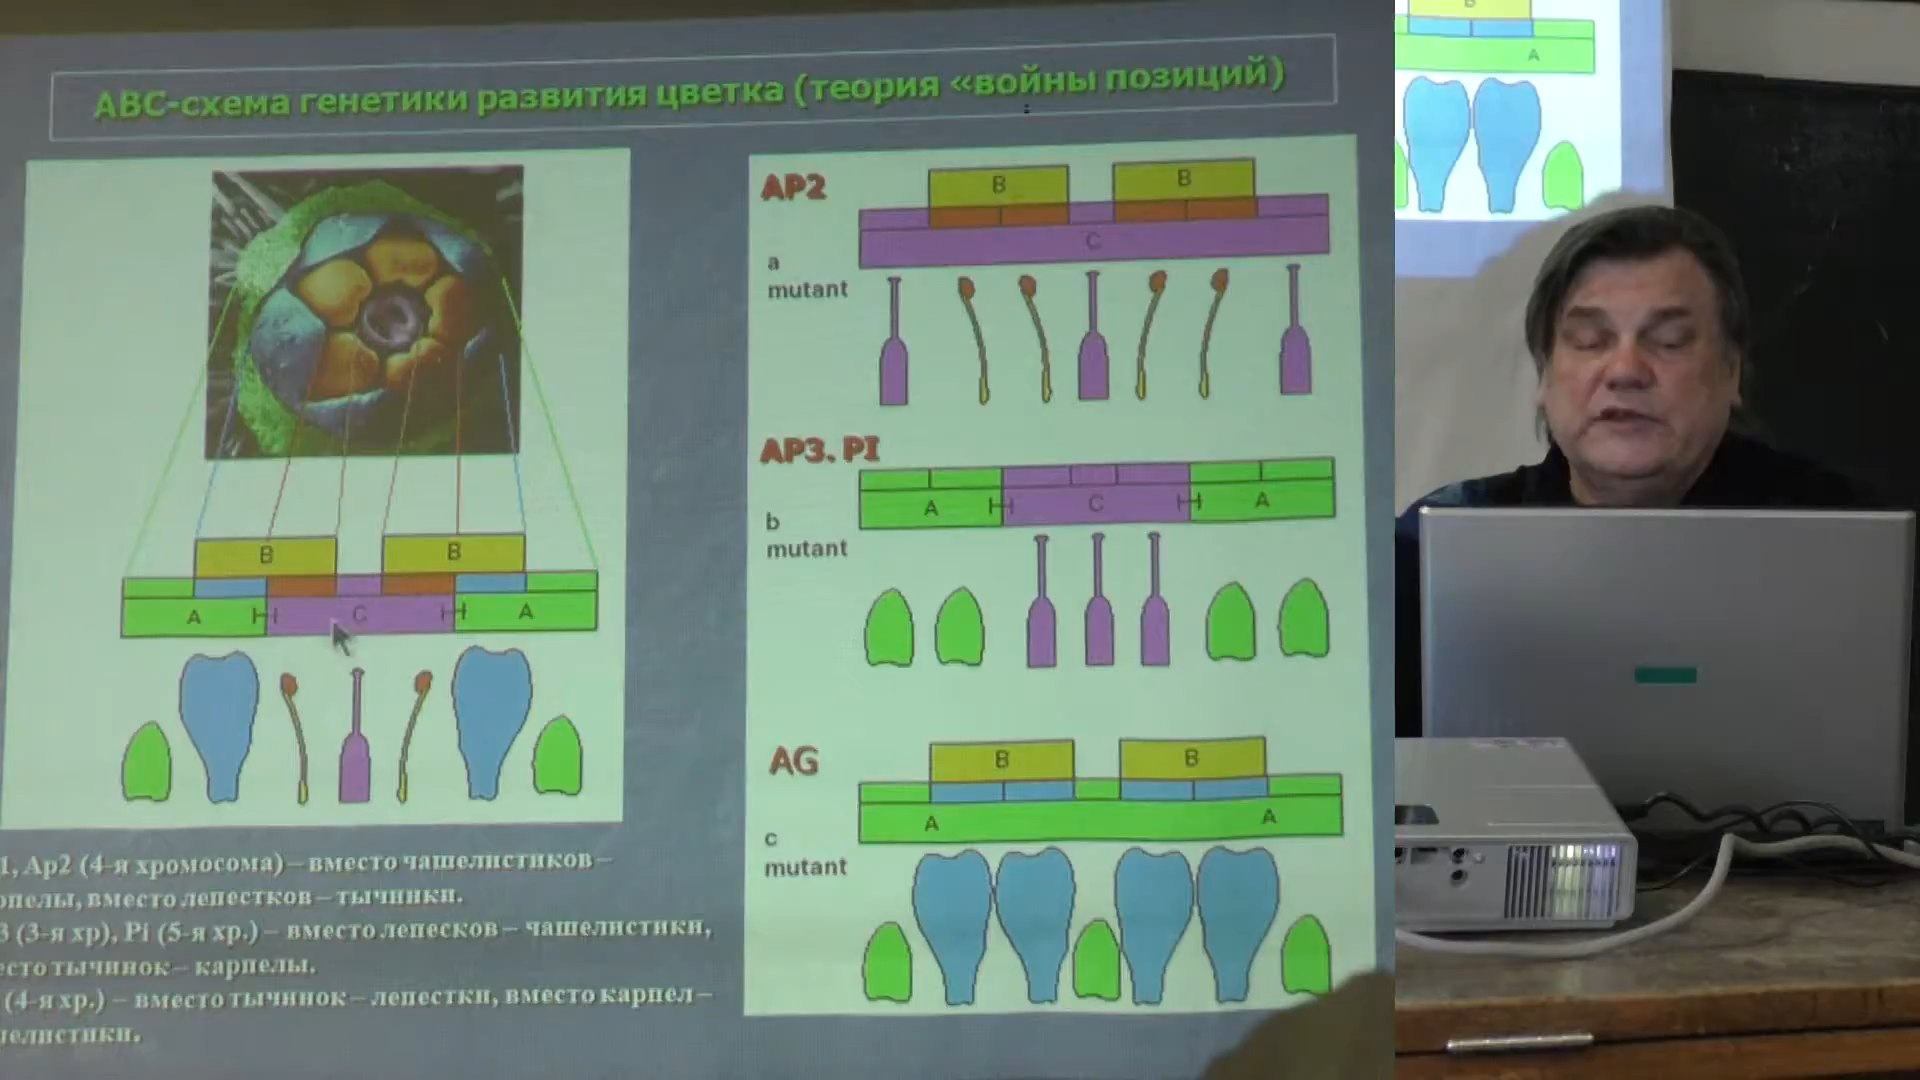 АВС-схема генетики развития цветка (теория «войны позиций)
B B
A C A
1, Ap2 (4-я хромосома) – вместо чашелистиков –
рпелы, вместо лепестков – тычинки.
3 (3-я хр), Pi (5-я хр.) – вместо лепесков – чашелистики,
есто тычинок – карпелы.
(4-я хр.) – вместо тычинок – лепестки, вместо карпел –
шелистики.
AP2
B B
C
a
mutant
AP3. PI
A C A
b
mutant
AG
B B
A A
c
mutant
B
A